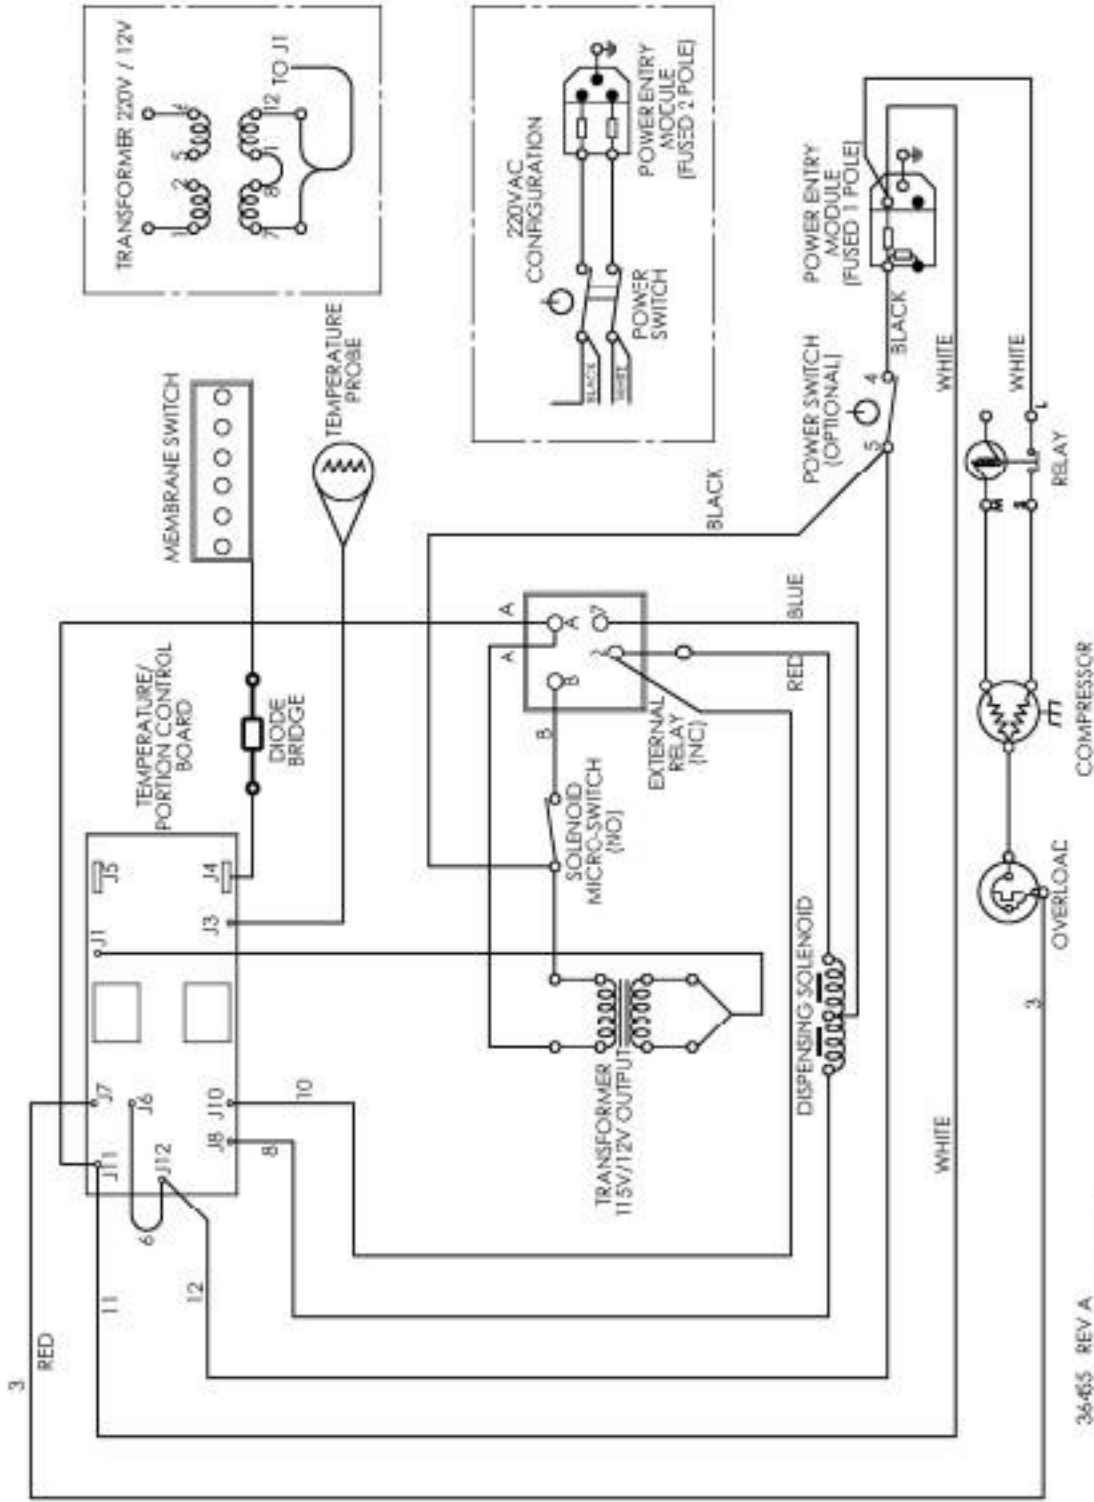 TRANSFORMER 220V / 12V
1
2
5
7
8
1
12
TO J1
MEMBRANE SWITCH
TEMPERATURE
PROBE
220VAC
CONFIGURATION
BLACK
WHITE
POWER
SWITCH
POWER ENTRY
MODULE
(FUSED 2 POLE)
TEMPERATURE/
PORTION CONTROL
BOARD
DIODE
BRIDGE
J5
J4
J1
J3
J7
J6
J10
J11
J12
J8
3
RED
11
6
12
8
10
A
A
A
7
B
B
EXTERNAL
RELAY
(NC)
SOLENOID
MICRO-SWITCH
(NO)
TRANSFORMER
115V/12V OUTPUT
DISPENSING SOLENOID
RED
BLUE
BLACK
POWER SWITCH
(OPTIONAL)
5
4
BLACK
POWER ENTRY
MODULE
(FUSED 1 POLE)
WHITE
WHITE
WHITE
L
M
S
RELAY
COMPRESSOR
OVERLOAD
3
36455 REV A